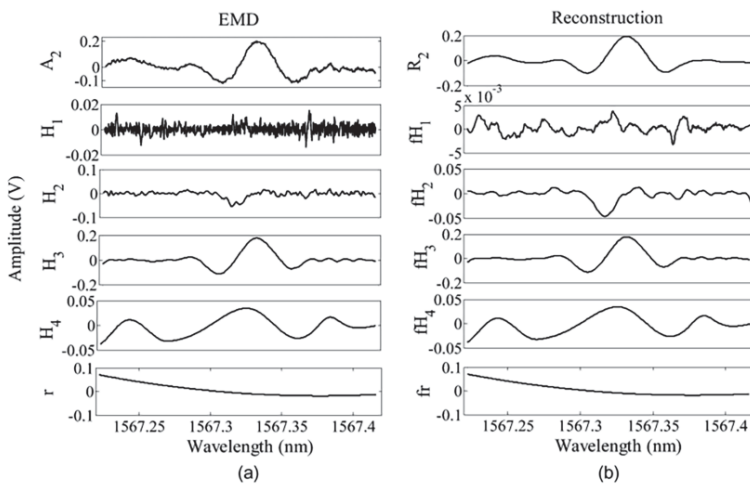 EMD
Reconstruction
A2
0.2
0
-0.1
R2
0.2
0
-0.2
H1
0.02
0
-0.02
fH1
x 10-3
5
0
-5
H2
0.1
0
-0.1
fH2
0.05
0
-0.05
Amplitude (V)
H3
0.2
0
-0.2
fH3
0.2
0
-0.2
H4
0.05
0
-0.05
fH4
0.05
0
-0.05
r
0.1
0
-0.1
fr
0.1
0
-0.1
1567.25 1567.3 1567.35 1567.4
1567.25 1567.3 1567.35 1567.4
Wavelength (nm)
Wavelength (nm)
(a)
(b)